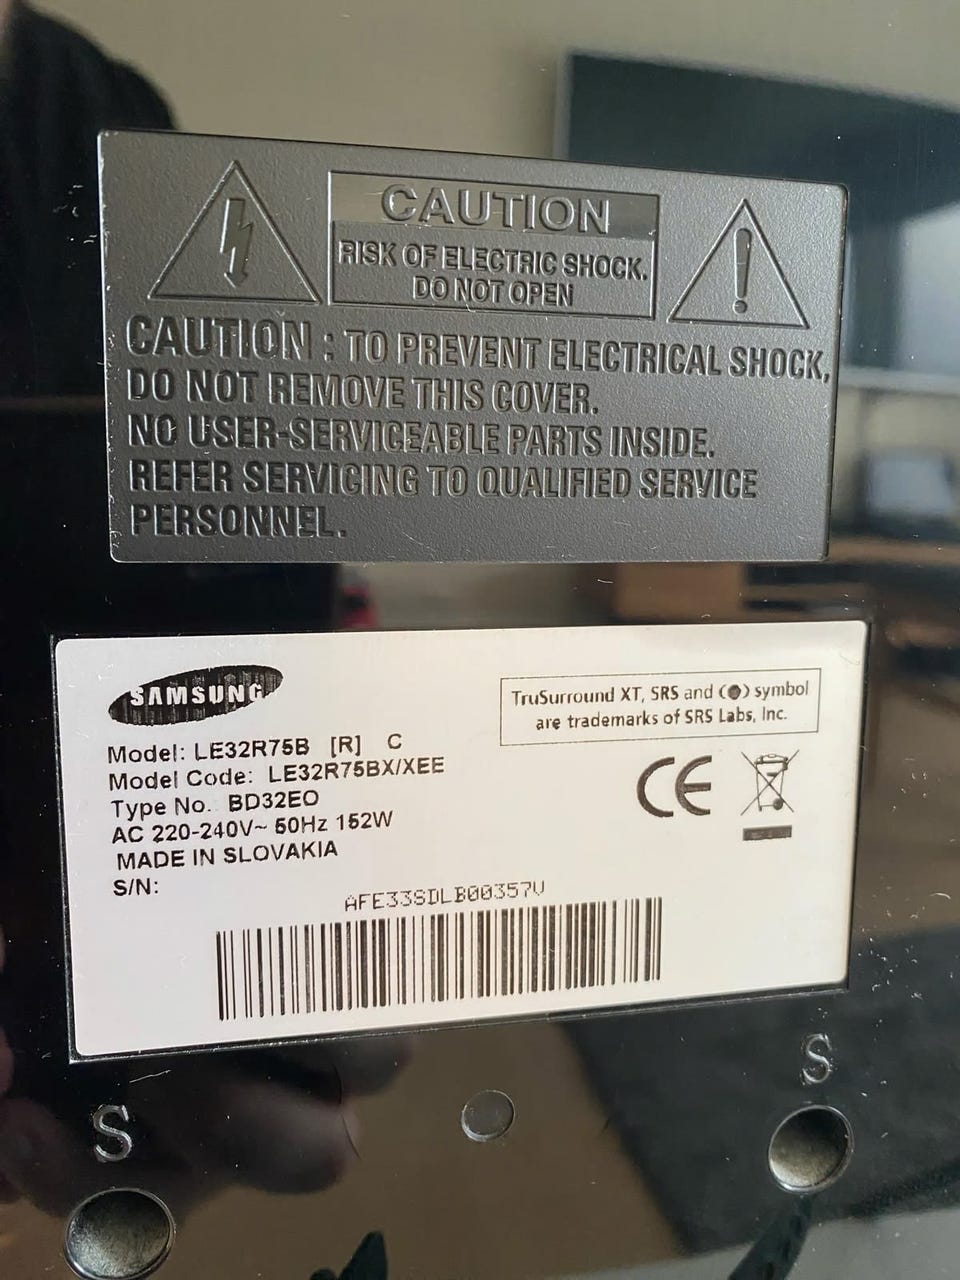 CAUTION
RISK OF ELECTRIC SHOCK.
DO NOT OPEN
CAUTION : TO PREVENT ELECTRICAL SHOCK,
DO NOT REMOVE THIS COVER.
NO USER-SERVICEABLE PARTS INSIDE.
REFER SERVICING TO QUALIFIED SERVICE
PERSONNEL.
SAMSUNG
TruSurround XT, SRS and (●) symbol
are trademarks of SRS Labs, Inc.
Model: LE32R75B [R] C
Model Code: LE32R75BX/XEE
Type No. BD32EO
AC 220-240V~ 50Hz 152W
MADE IN SLOVAKIA
S/N:
AFE33SDLB00357V
CE
S
S